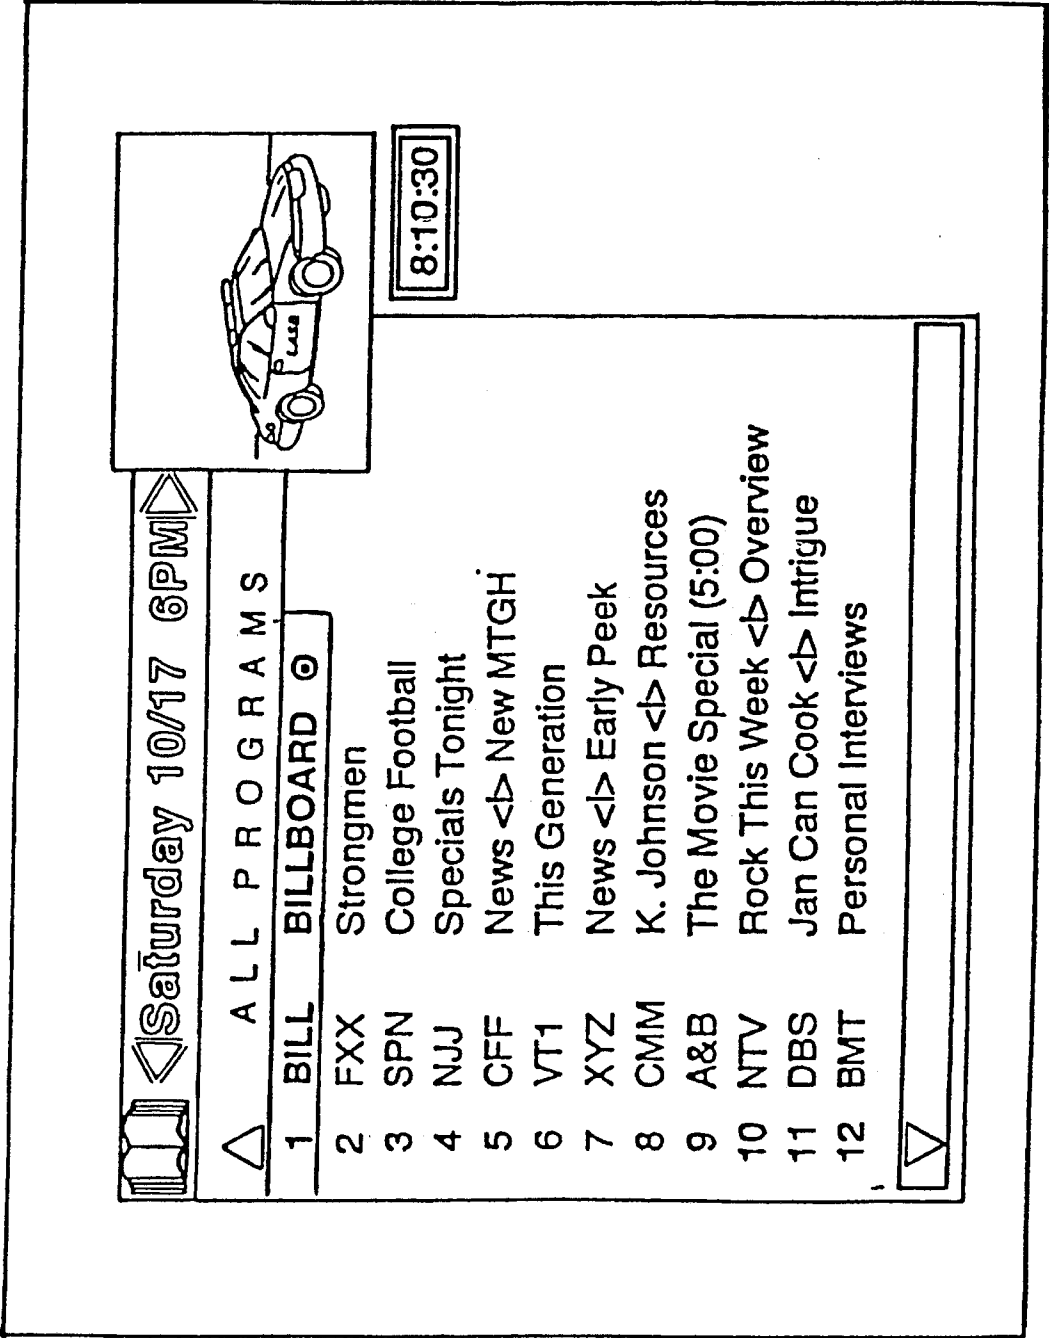 Saturday 10/17 6PM
ALL PROGRAMS
8:10:30
1 BILL BILLBOARD
2 FXX Strongmen
3 SPN College Football
4 NJJ Specials Tonight
5 CFF News <|> New MTGH
6 VT1 This Generation
7 XYZ News <|> Early Peek
8 CMM K. Johnson <|> Resources
9 A&B The Movie Special (5:00)
10 NTV Rock This Week <|> Overview
11 DBS Jan Can Cook <|> Intrigue
12 BMT Personal Interviews